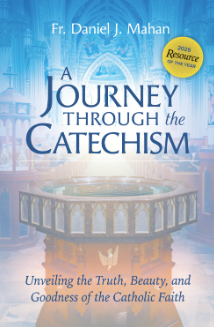 Fr. Daniel J. Mahan
2025
Resource
OF THE YEAR
A
JOURNEY
THROUGH the
CATECHISM
Unveiling the Truth, Beauty, and
Goodness of the Catholic Faith